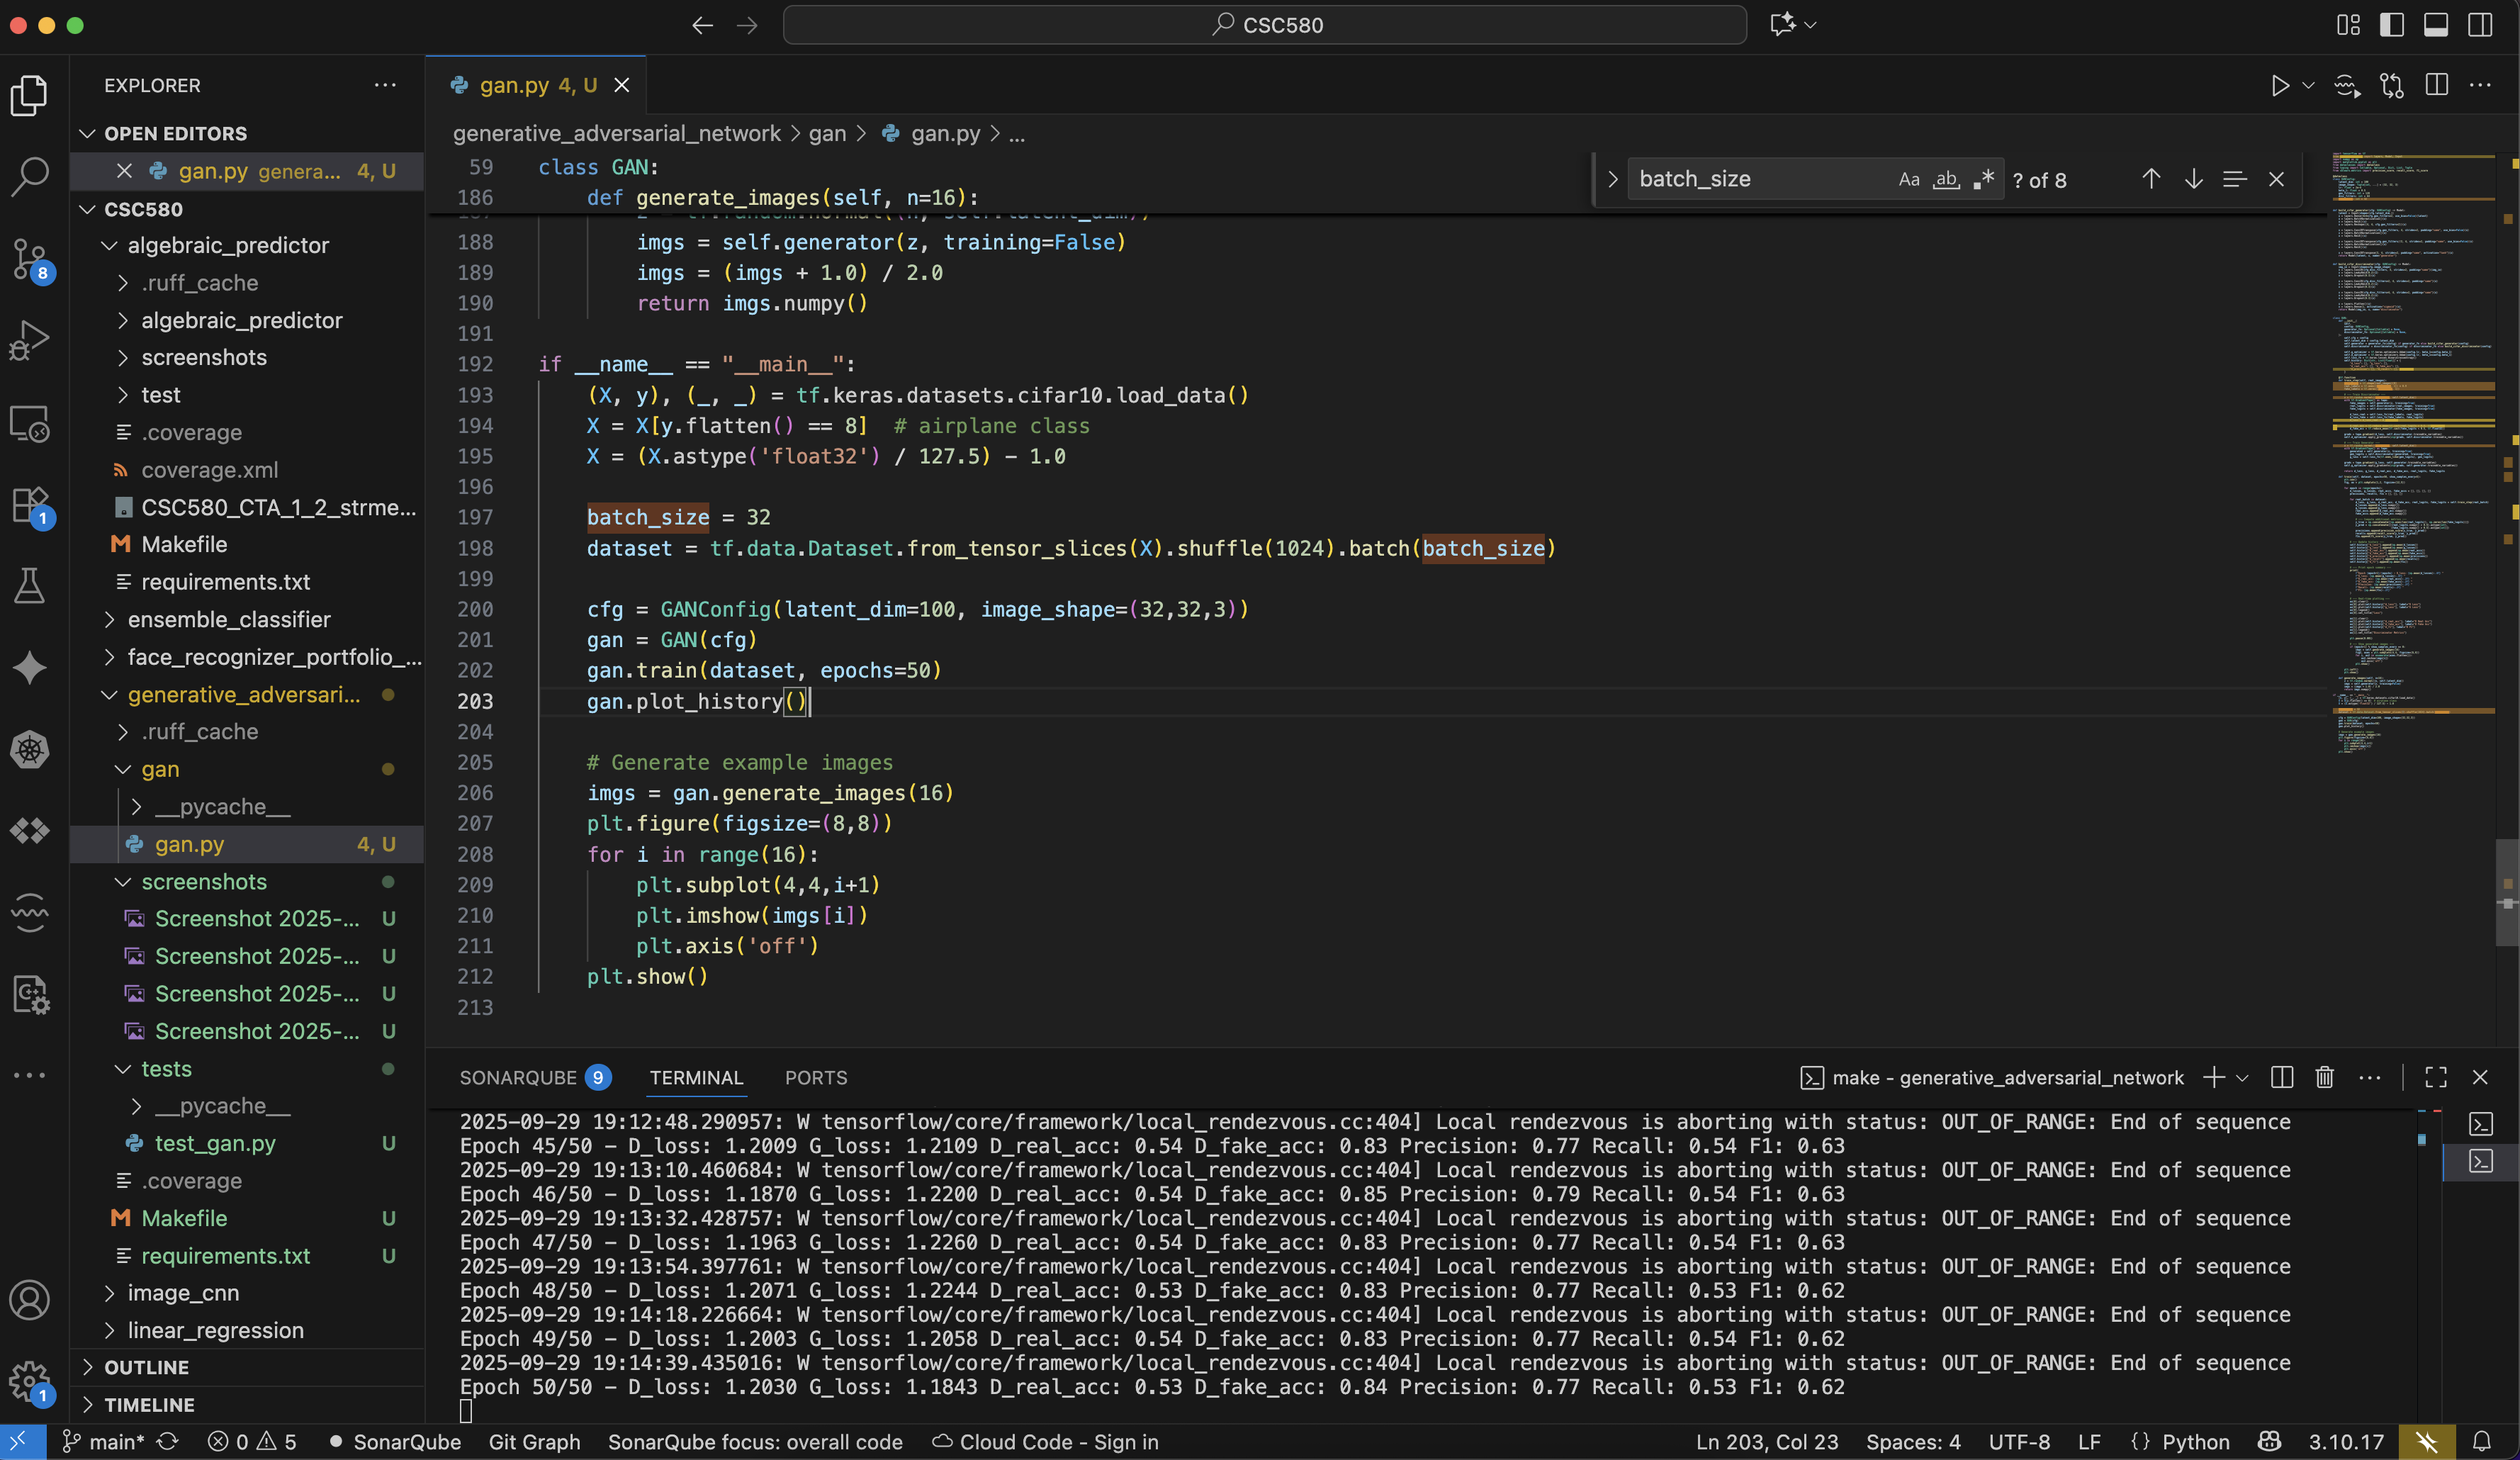 CSC580
EXPLORER
OPEN EDITORS
gan.py genera... 4, U
CSC580
algebraic_predictor
.ruff_cache
algebraic_predictor
screenshots
test
.coverage
coverage.xml
CSC580_CTA_1_2_strme...
Makefile
requirements.txt
ensemble_classifier
face_recognizer_portfolio_...
generative_adversari...
.ruff_cache
gan
__pycache__
gan.py 4, U
screenshots
Screenshot 2025-... U
Screenshot 2025-... U
Screenshot 2025-... U
Screenshot 2025-... U
tests
__pycache__
test_gan.py U
.coverage
Makefile U
requirements.txt U
image_cnn
linear_regression
OUTLINE
TIMELINE
8
1
1
gan.py 4, U
generative_adversarial_network > gan > gan.py > ...
batch_size Aa ab ? of 8
59 class GAN:
186 def generate_images(self, n=16):
187 z = tf.random.normal((n, self.latent_dim))
188 imgs = self.generator(z, training=False)
189 imgs = (imgs + 1.0) / 2.0
190 return imgs.numpy()
191
192 if __name__ == "__main__":
193 (X, y), (_, _) = tf.keras.datasets.cifar10.load_data()
194 X = X[y.flatten() == 8] # airplane class
195 X = (X.astype('float32') / 127.5) - 1.0
196
197 batch_size = 32
198 dataset = tf.data.Dataset.from_tensor_slices(X).shuffle(1024).batch(batch_size)
199
200 cfg = GANConfig(latent_dim=100, image_shape=(32,32,3))
201 gan = GAN(cfg)
202 gan.train(dataset, epochs=50)
203 gan.plot_history()
204
205 # Generate example images
206 imgs = gan.generate_images(16)
207 plt.figure(figsize=(8,8))
208 for i in range(16):
209 plt.subplot(4,4,i+1)
210 plt.imshow(imgs[i])
211 plt.axis('off')
212 plt.show()
213
SONARQUBE 9 TERMINAL PORTS make - generative_adversarial_network
2025-09-29 19:12:48.290957: W tensorflow/core/framework/local_rendezvous.cc:404] Local rendezvous is aborting with status: OUT_OF_RANGE: End of sequence
Epoch 45/50 - D_loss: 1.2009 G_loss: 1.2109 D_real_acc: 0.54 D_fake_acc: 0.83 Precision: 0.77 Recall: 0.54 F1: 0.63
2025-09-29 19:13:10.460684: W tensorflow/core/framework/local_rendezvous.cc:404] Local rendezvous is aborting with status: OUT_OF_RANGE: End of sequence
Epoch 46/50 - D_loss: 1.1870 G_loss: 1.2200 D_real_acc: 0.54 D_fake_acc: 0.85 Precision: 0.79 Recall: 0.54 F1: 0.63
2025-09-29 19:13:32.428757: W tensorflow/core/framework/local_rendezvous.cc:404] Local rendezvous is aborting with status: OUT_OF_RANGE: End of sequence
Epoch 47/50 - D_loss: 1.1963 G_loss: 1.2260 D_real_acc: 0.54 D_fake_acc: 0.83 Precision: 0.77 Recall: 0.54 F1: 0.63
2025-09-29 19:13:54.397761: W tensorflow/core/framework/local_rendezvous.cc:404] Local rendezvous is aborting with status: OUT_OF_RANGE: End of sequence
Epoch 48/50 - D_loss: 1.2071 G_loss: 1.2244 D_real_acc: 0.53 D_fake_acc: 0.83 Precision: 0.77 Recall: 0.53 F1: 0.62
2025-09-29 19:14:18.226664: W tensorflow/core/framework/local_rendezvous.cc:404] Local rendezvous is aborting with status: OUT_OF_RANGE: End of sequence
Epoch 49/50 - D_loss: 1.2003 G_loss: 1.2058 D_real_acc: 0.54 D_fake_acc: 0.83 Precision: 0.77 Recall: 0.54 F1: 0.62
2025-09-29 19:14:39.435016: W tensorflow/core/framework/local_rendezvous.cc:404] Local rendezvous is aborting with status: OUT_OF_RANGE: End of sequence
Epoch 50/50 - D_loss: 1.2030 G_loss: 1.1843 D_real_acc: 0.53 D_fake_acc: 0.84 Precision: 0.77 Recall: 0.53 F1: 0.62
main* 0 5 SonarQube Git Graph SonarQube focus: overall code Cloud Code - Sign in Ln 203, Col 23 Spaces: 4 UTF-8 LF {} Python 3.10.17